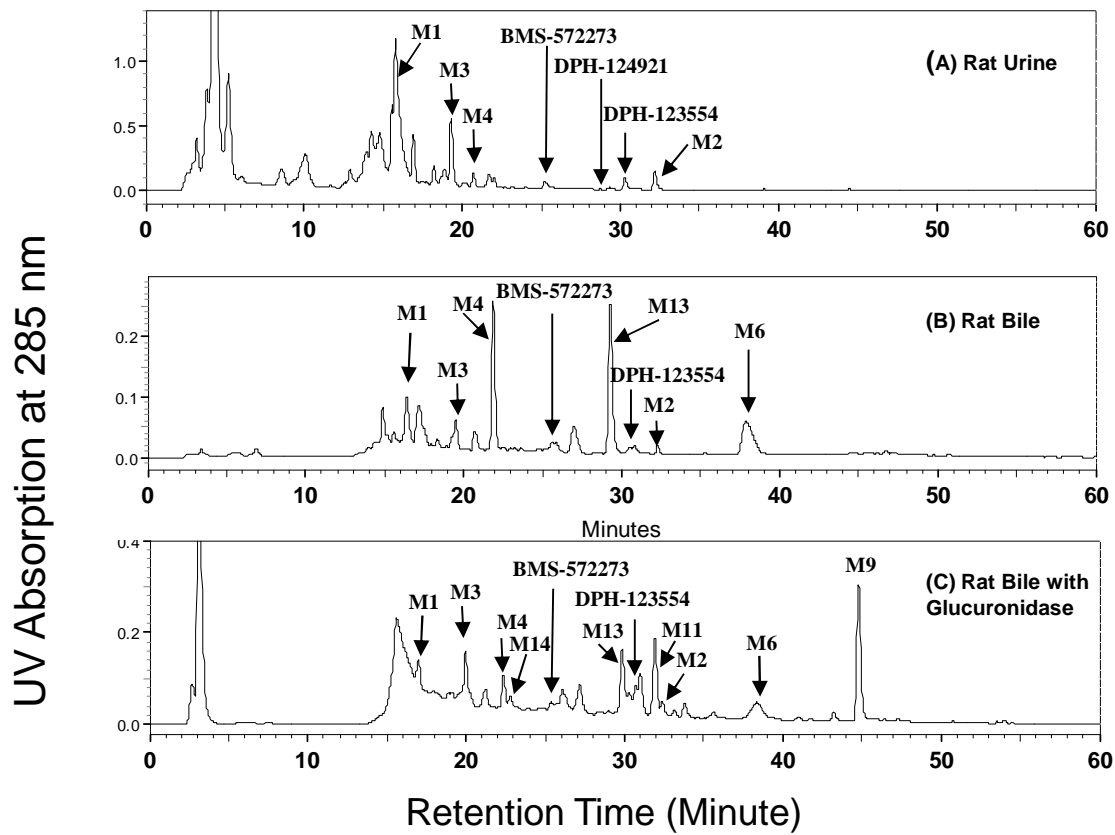 UV Absorption at 285 nm
(A) Rat Urine
M1
BMS-572273
DPH-124921
M3
DPH-123554
M4
M2
1.0
0.5
0.0
0 10 20 30 40 50 60
(B) Rat Bile
BMS-572273
M4
M13
M1
M6
M3
DPH-123554
M2
0.2
0.1
0.0
0 10 20 30 40 50 60
Minutes
(C) Rat Bile with
Glucuronidase
BMS-572273
M9
DPH-123554
M1
M3
M4
M14
M13
M11
M2
M6
0.4
0.2
0.0
0 10 20 30 40 50 60
Retention Time (Minute)